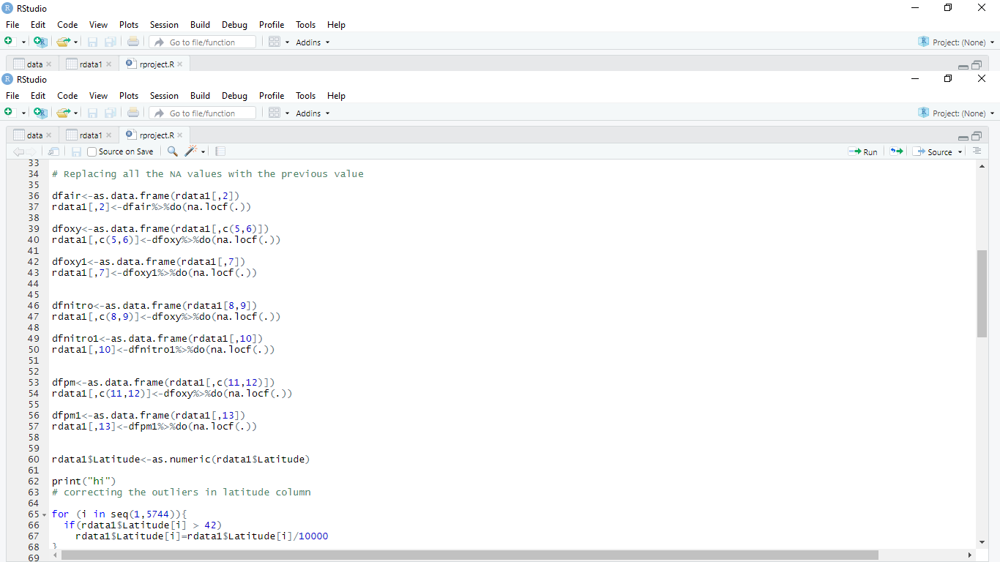 RStudio
File Edit Code View Plots Session Build Debug Profile Tools Help
Go to file/function Addins Project: (None)
data rdata1 rproject.R
RStudio
File Edit Code View Plots Session Build Debug Profile Tools Help
Go to file/function Addins Project: (None)
data rdata1 rproject.R
Source on Save Run Source
33
34 # Replacing all the NA values with the previous value
35
36 dfair<-as.data.frame(rdata1[,2])
37 rdata1[,2]<-dfair%>%do(na.locf(.))
38
39 dfoxy<-as.data.frame(rdata1[,c(5,6)])
40 rdata1[,c(5,6)]<-dfoxy%>%do(na.locf(.))
41
42 dfoxy1<-as.data.frame(rdata1[,7])
43 rdata1[,7]<-dfoxy1%>%do(na.locf(.))
44
45
46 dfnitro<-as.data.frame(rdata1[8,9])
47 rdata1[,c(8,9)]<-dfoxy%>%do(na.locf(.))
48
49 dfnitro1<-as.data.frame(rdata1[,10])
50 rdata1[,10]<-dfnitro1%>%do(na.locf(.))
51
52
53 dfpm<-as.data.frame(rdata1[,c(11,12)])
54 rdata1[,c(11,12)]<-dfoxy%>%do(na.locf(.))
55
56 dfpm1<-as.data.frame(rdata1[,13])
57 rdata1[,13]<-dfpm1%>%do(na.locf(.))
58
59
60 rdata1$Latitude<-as.numeric(rdata1$Latitude)
61
62 print("hi")
63 # correcting the outliers in latitude column
64
65 for (i in seq(1,5744)){
66 if(rdata1$Latitude[i] > 42)
67 rdata1$Latitude[i]=rdata1$Latitude[i]/10000
68 }
69